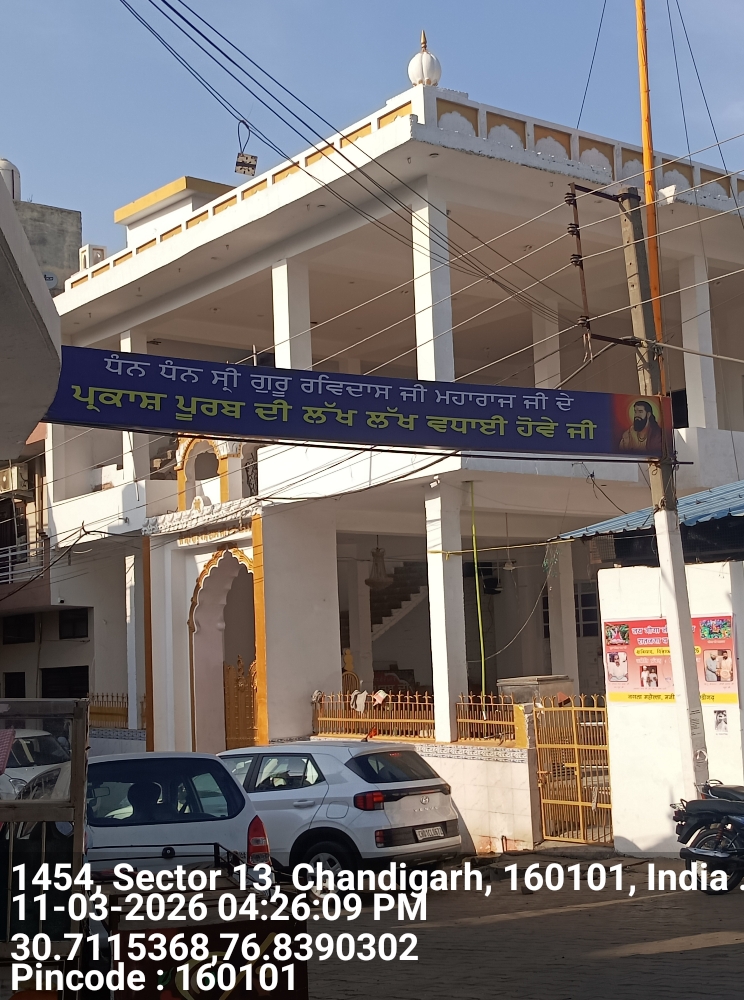 ਧੰਨ ਧੰਨ ਸ੍ਰੀ ਗੁਰੂ ਰਵਿਦਾਸ ਜੀ ਮਹਾਰਾਜ ਜੀ ਦੇ
ਪ੍ਰਕਾਸ਼ ਪੂਰਬ ਦੀ ਲੱਖ ਲੱਖ ਵਧਾਈ ਹੋਵੇ ਜੀ
1454, Sector 13, Chandigarh, 160101, India .
11-03-2026 04:26:09 PM
30.7115368,76.8390302
Pincode : 160101